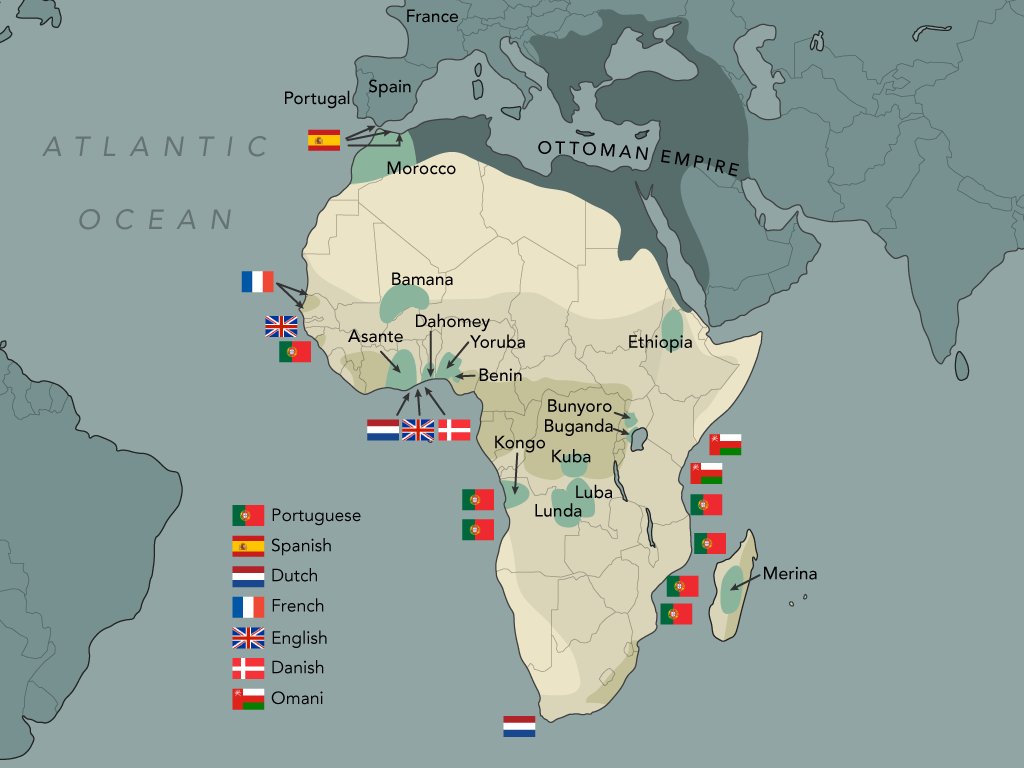 France
Spain
Portugal
ATLANTIC
OCEAN
OTTOMAN EMPIRE
Morocco
Bamana
Dahomey
Asante
Yoruba
Ethiopia
Benin
Bunyoro
Buganda
Kongo
Kuba
Luba
Lunda
Merina
Portuguese
Spanish
Dutch
French
English
Danish
Omani